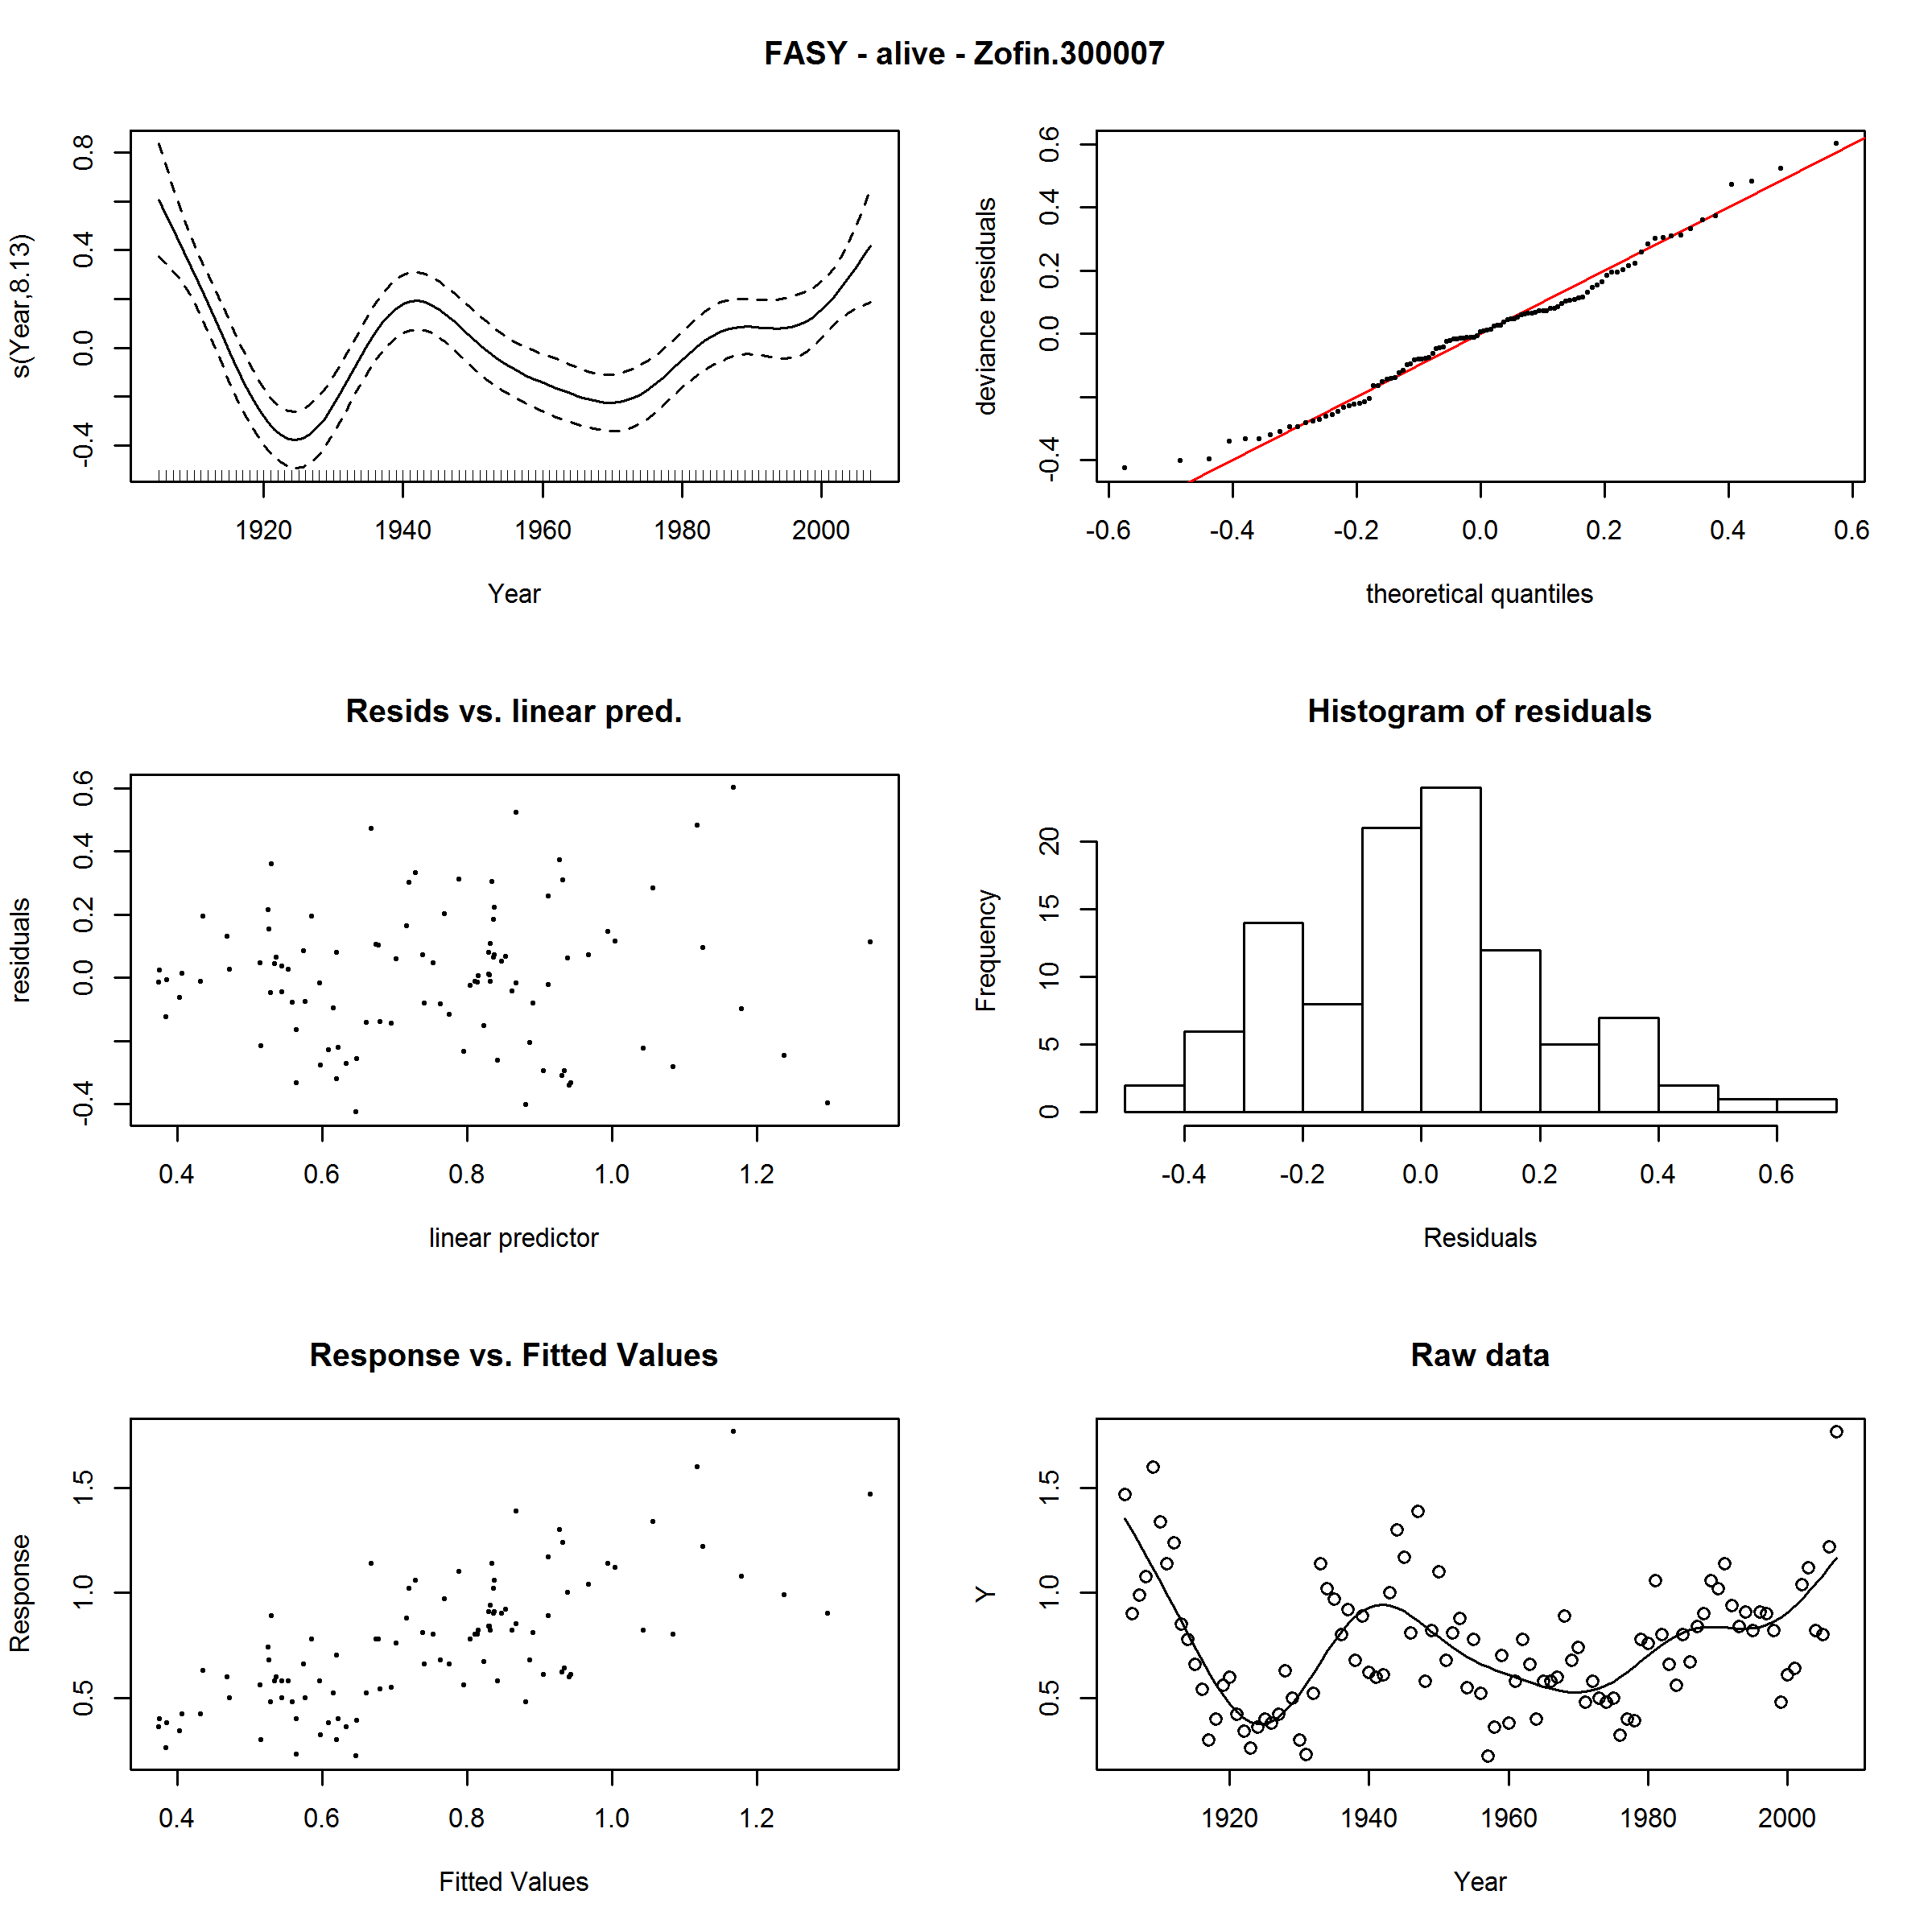 FASY - alive - Zofin.300007
s(Year,8.13)
-0.4 0.0 0.4 0.8
1920 1940 1960 1980 2000
Year
deviance residuals
-0.4 0.0 0.2 0.4 0.6
-0.6 -0.4 -0.2 0.0 0.2 0.4 0.6
theoretical quantiles
Resids vs. linear pred.
residuals
-0.4 0.0 0.2 0.4 0.6
0.4 0.6 0.8 1.0 1.2
linear predictor
Histogram of residuals
Frequency
0 5 10 15 20
-0.4 -0.2 0.0 0.2 0.4 0.6
Residuals
Response vs. Fitted Values
Response
0.5 1.0 1.5
0.4 0.6 0.8 1.0 1.2
Fitted Values
Raw data
Y
0.5 1.0 1.5
1920 1940 1960 1980 2000
Year